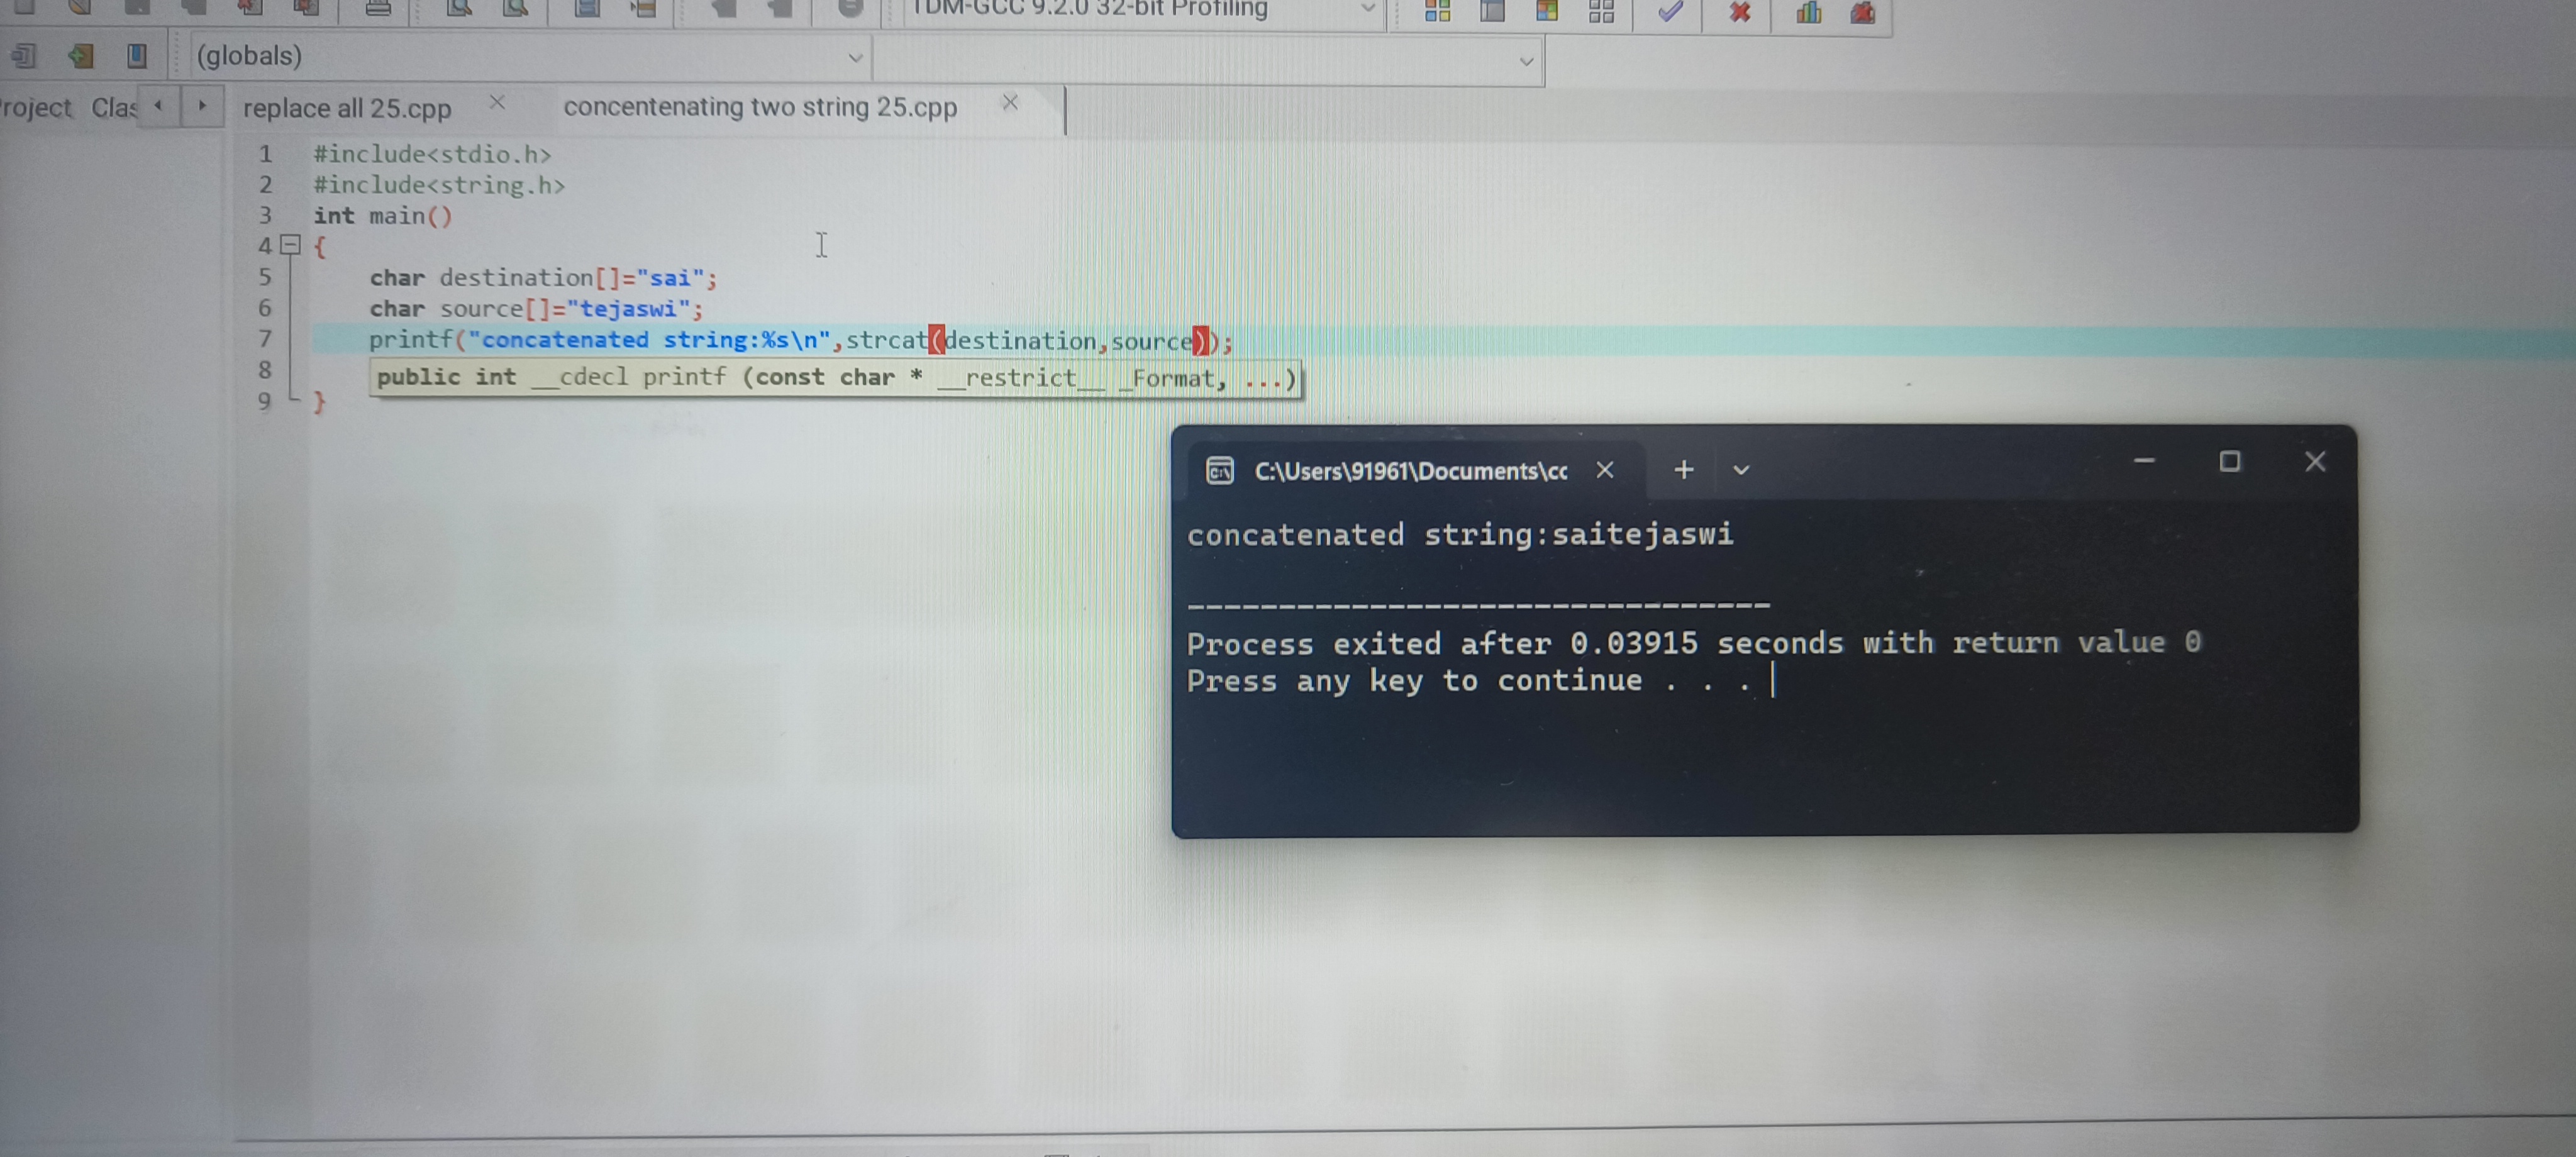 TDM-GCC 9.2.0 32-bit Profiling
(globals)
roject Clas
replace all 25.cpp
concentenating two string 25.cpp
1 #include<stdio.h>
2 #include<string.h>
3 int main()
4 {
5 char destination[]="sai";
6 char source[]="tejaswi";
7 printf("concatenated string:%s\n",strcat(destination,source));
8
public int __cdecl printf (const char * __restrict__ _Format, ...)
9 }
C:\Users\91961\Documents\cc
concatenated string:saitejaswi
--------------------------------
Process exited after 0.03915 seconds with return value 0
Press any key to continue . . .